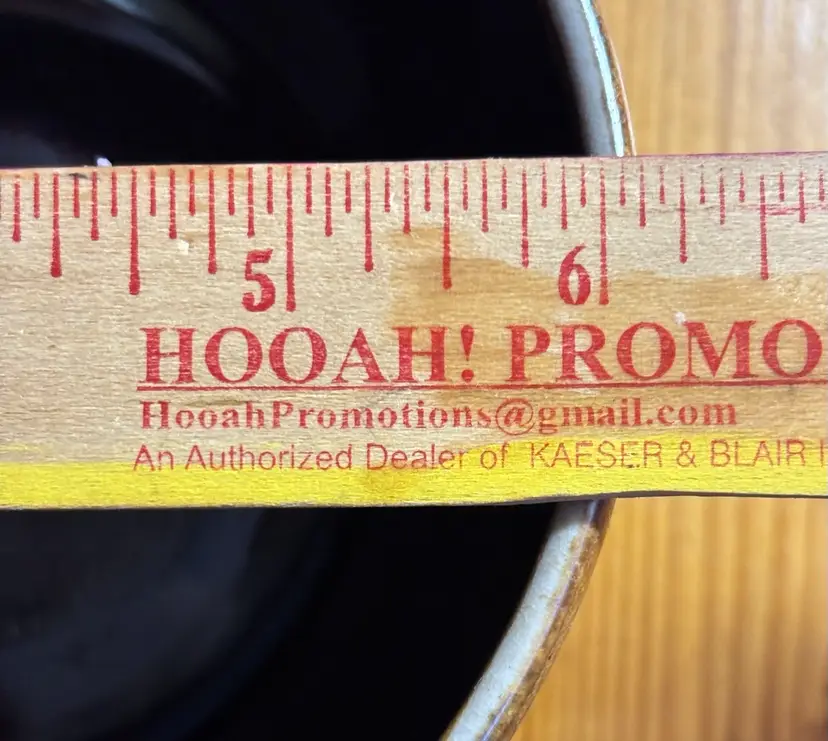 5 6
HOOAH! PROMO
HooahPromotions@gmail.com
An Authorized Dealer of KAESER & BLAIR I